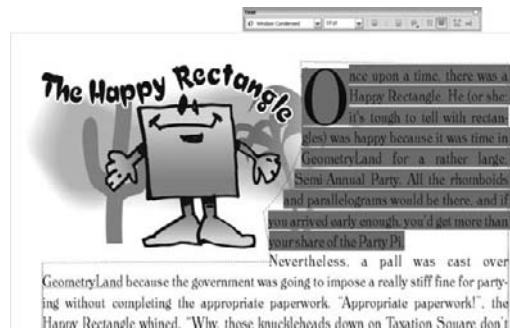 Text
Windsor Condensed
The Happy Rectangle
Once upon a time, there was a
Happy Rectangle. He (or she;
it's tough to tell with rectan-
gles) was happy because it was time in
GeometryLand for a rather large,
Semi Annual Party. All the rhomboids
and parallelograms would be there, and if
you arrived early enough, you'd get more than
your share of the Party Pi.
Nevertheless, a pall was cast over
GeometryLand because the government was going to impose a really stiff fine for party-
ing without completing the appropriate paperwork. "Appropriate paperwork!", the
Happy Rectangle whined, "Why, those knuckleheads down on Taxation Square don't